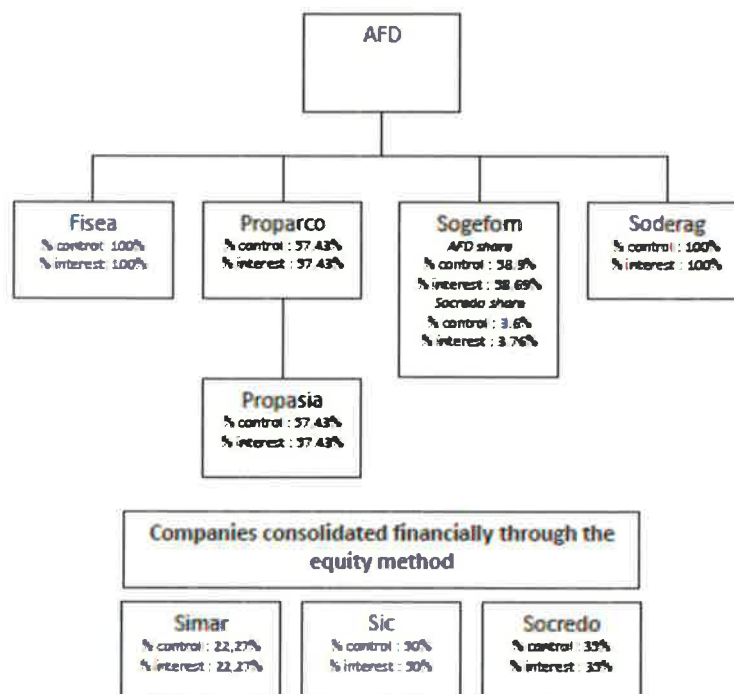 AFD
Fisea
% control: 100%
% interest: 100%
Proparco
% control : 57.43%
% interest : 57.43%
Sogefom
AFD share
% control : 58.9%
% interest : 58.69%
Socredo share
% control : 3.6%
% interest : 3.76%
Soderag
% control : 100%
% interest : 100%
Propasia
% control : 57.43%
% interest : 57.43%
Companies consolidated financially through the
equity method
Simar
% control : 22,27%
% interest : 22,27%
Sic
% control : 50%
% interest : 50%
Socredo
% control : 35%
% interest : 35%